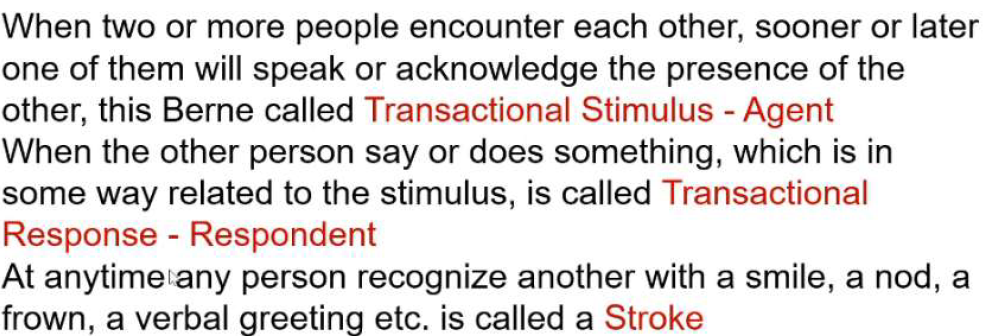 When two or more people encounter each other, sooner or later
one of them will speak or acknowledge the presence of the
other, this Berne called Transactional Stimulus - Agent
When the other person say or does something, which is in
some way related to the stimulus, is called Transactional
Response - Respondent
At anytime any person recognize another with a smile, a nod, a
frown, a verbal greeting etc. is called a Stroke